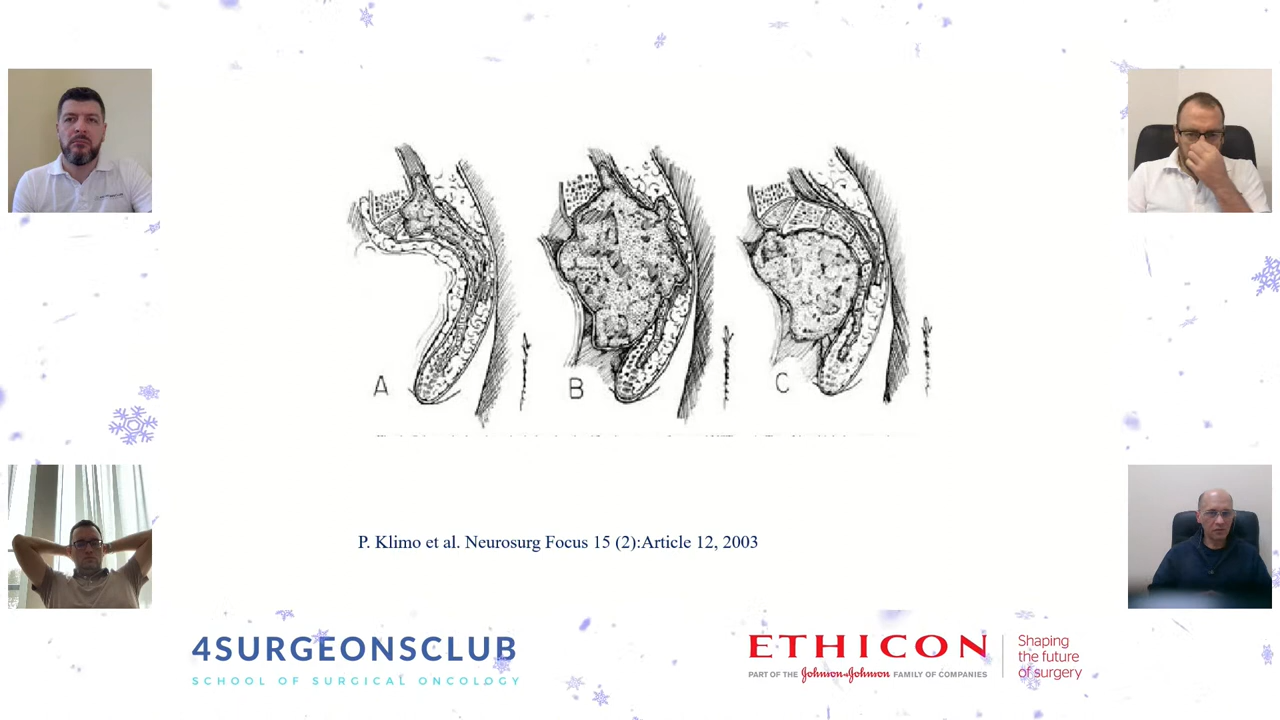 A
B
C
P. Klimo et al. Neurosurg Focus 15 (2):Article 12, 2003
4SURGEONSCLUB
SCHOOL OF SURGICAL ONCOLOGY
ETHICON
PART OF THE Johnson & Johnson FAMILY OF COMPANIES
Shaping
the future
of surgery